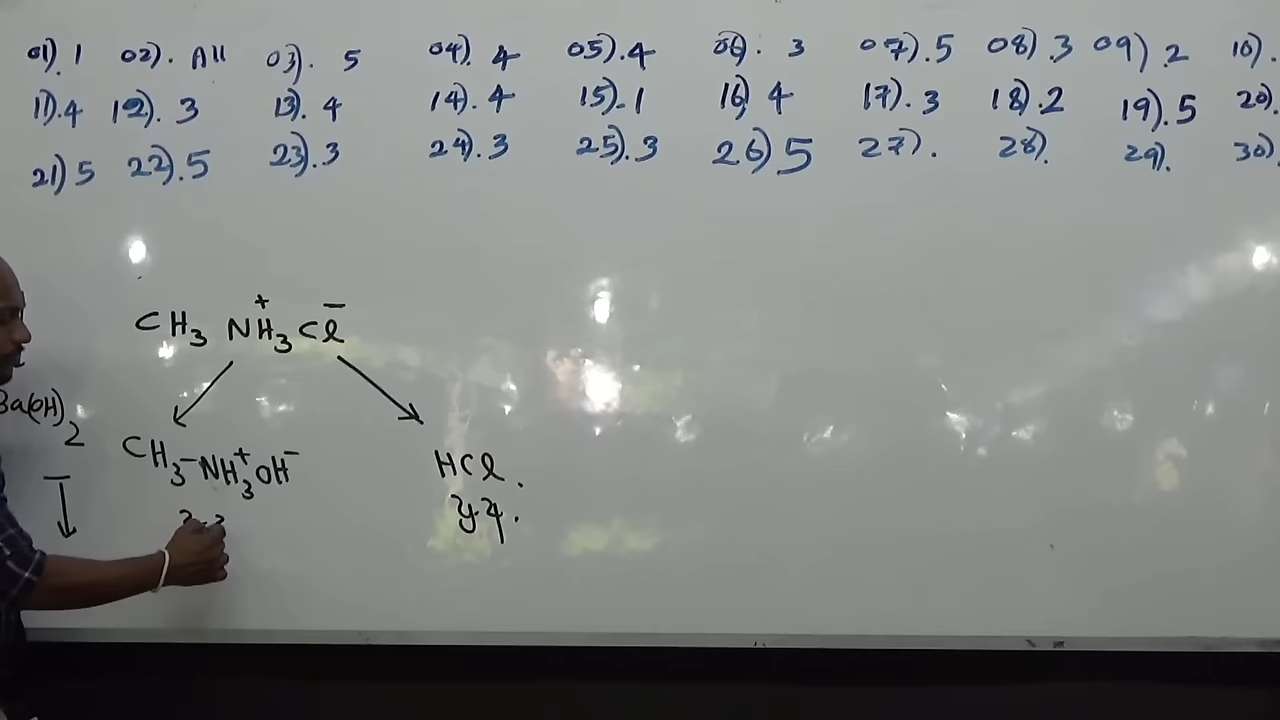 01). 1 02). All 03). 5 04). 4 05). 4 06). 3 07). 5 08). 3 09). 2 10).
11). 4 12). 3 13). 4 14). 4 15). 1 16) 4 17). 3 18). 2 19). 5 20).
21) 5 22). 5 23). 3 24). 3 25). 3 26) 5 27). 28). 29). 30).
CH3 NH3+ Cl-
Ba(OH)2
CH3-NH3+OH-
HCl.